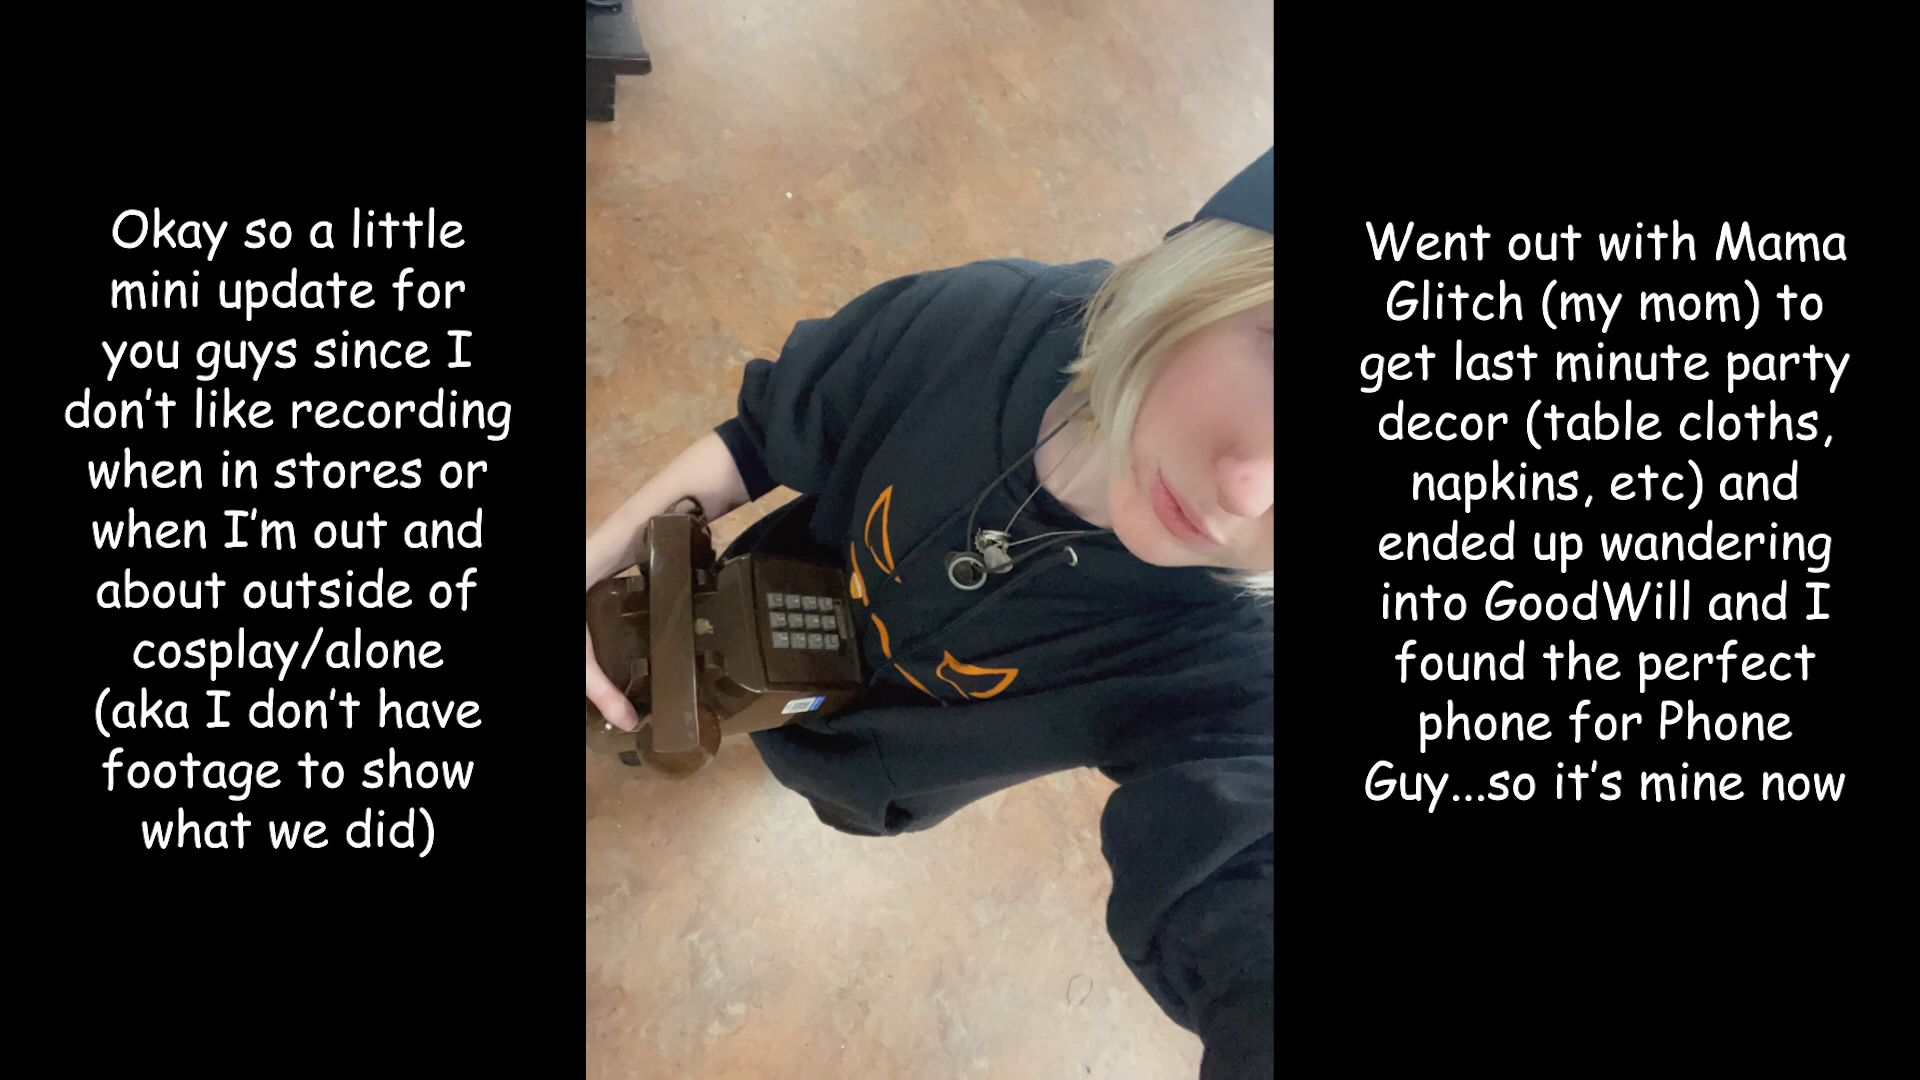 Okay so a little
mini update for
you guys since I
don't like recording
when in stores or
when I'm out and
about outside of
cosplay/alone
(aka I don't have
footage to show
what we did)
Went out with Mama
Glitch (my mom) to
get last minute party
decor (table cloths,
napkins, etc) and
ended up wandering
into GoodWill and I
found the perfect
phone for Phone
Guy...so it's mine now